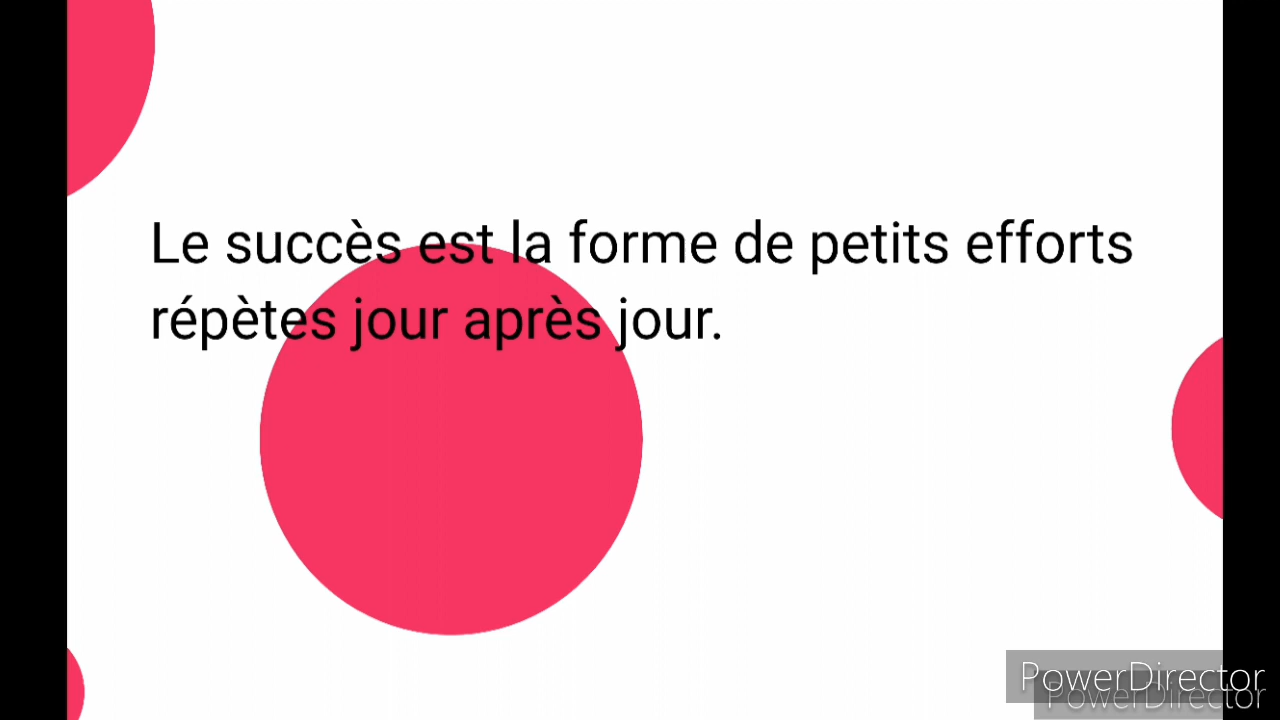 Le succès est la forme de petits efforts
répètes jour après jour.
PowerDirector
PowerDirector